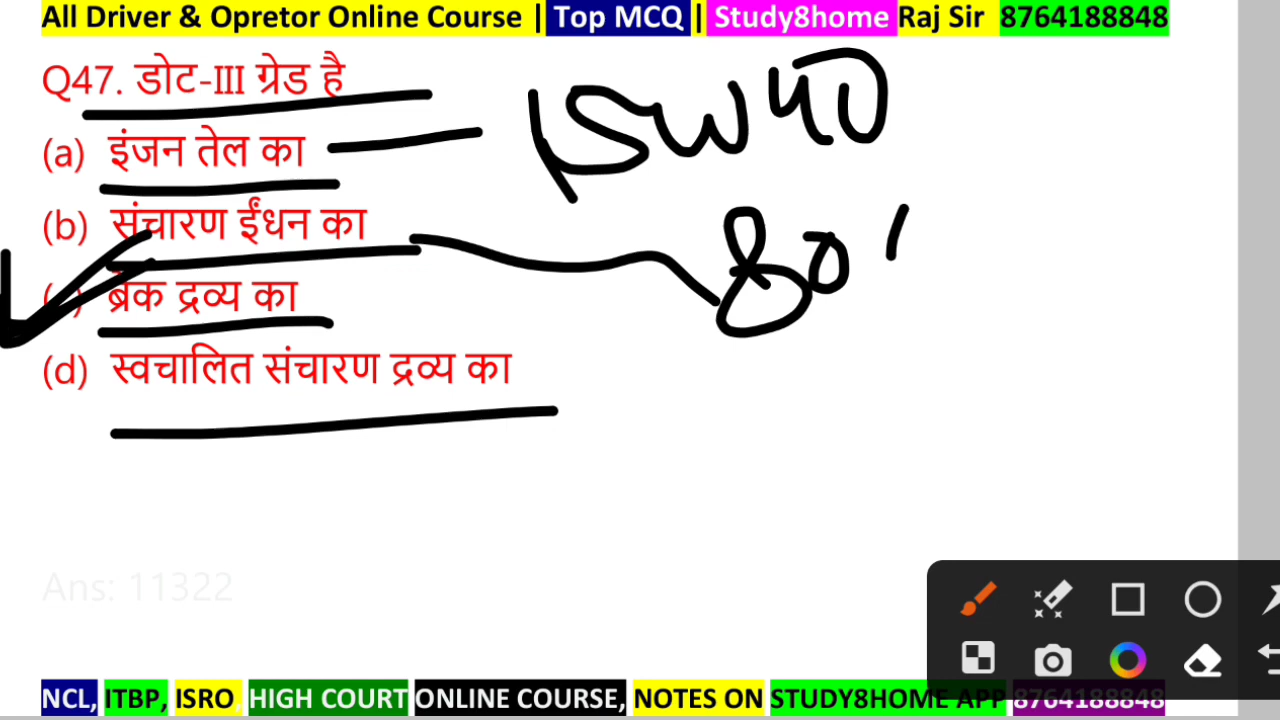 All Driver & Opretor Online Course | Top MCQ | Study8home Raj Sir 8764188848
Q47. डोट-III ग्रेड है
(a) इंजन तेल का
15W40
(b) संचारण ईंधन का
80
ब्रेक द्रव्य का
(d) स्वचालित संचारण द्रव्य का
Ans: 11322
NCL, ITBP, ISRO, HIGH COURT ONLINE COURSE, NOTES ON STUDY8HOME APP 8764188848